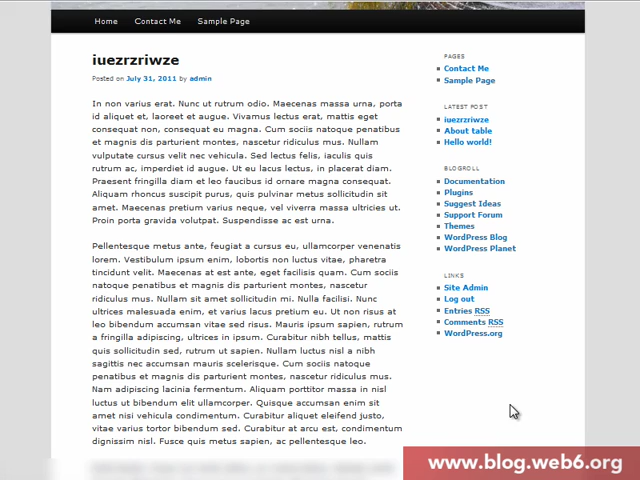 Home Contact Me Sample Page
iuezrzriwze
Posted on July 31, 2011 by admin
In non varius erat. Nunc ut rutrum odio. Maecenas massa urna, porta
id aliquet et, laoreet et augue. Vivamus lectus erat, mattis eget
consequat non, consequat eu magna. Cum sociis natoque penatibus
et magnis dis parturient montes, nascetur ridiculus mus. Nullam
vulputate cursus velit nec vehicula. Sed lectus felis, iaculis quis
rutrum ac, imperdiet id augue. Ut eu lacus lectus, in placerat diam.
Praesent fringilla diam et leo faucibus id ornare magna consequat.
Aliquam rhoncus suscipit purus, quis pulvinar metus sollicitudin sit
amet. Maecenas pretium varius neque, vel viverra massa ultricies ut.
Proin porta gravida volutpat. Suspendisse ac est urna.
Pellentesque metus ante, feugiat a cursus eu, ullamcorper venenatis
lorem. Vestibulum ipsum enim, lobortis non luctus vitae, pharetra
tincidunt velit. Maecenas at est ante, eget facilisis quam. Cum sociis
natoque penatibus et magnis dis parturient montes, nascetur
ridiculus mus. Nullam sit amet sollicitudin mi. Nulla facilisi. Nunc
ultrices malesuada enim, et varius lacus pretium eu. Ut non risus at
leo bibendum accumsan vitae sed risus. Mauris ipsum sapien, rutrum
a fringilla adipiscing, ultrices in ipsum. Curabitur nibh tellus, mattis
quis sollicitudin sed, rutrum ut sapien. Nullam luctus nisl a nibh
sagittis nec accumsan mauris scelerisque. Cum sociis natoque
penatibus et magnis dis parturient montes, nascetur ridiculus mus.
Nam adipiscing lacinia fermentum. Aliquam porttitor massa in nisl
luctus ut bibendum elit ullamcorper. Quisque accumsan enim sit
amet nisi vehicula condimentum. Curabitur aliquet eleifend justo,
vitae varius tortor bibendum sed. Curabitur at arcu est, condimentum
dignissim nisl. Fusce quis metus sapien, ac pellentesque leo.
PAGES
Contact Me
Sample Page
LATEST POST
iuezrzriwze
About table
Hello world!
BLOGROLL
Documentation
Plugins
Suggest Ideas
Support Forum
Themes
WordPress Blog
WordPress Planet
LINKS
Site Admin
Log out
Entries RSS
Comments RSS
WordPress.org
www.blog.web6.org